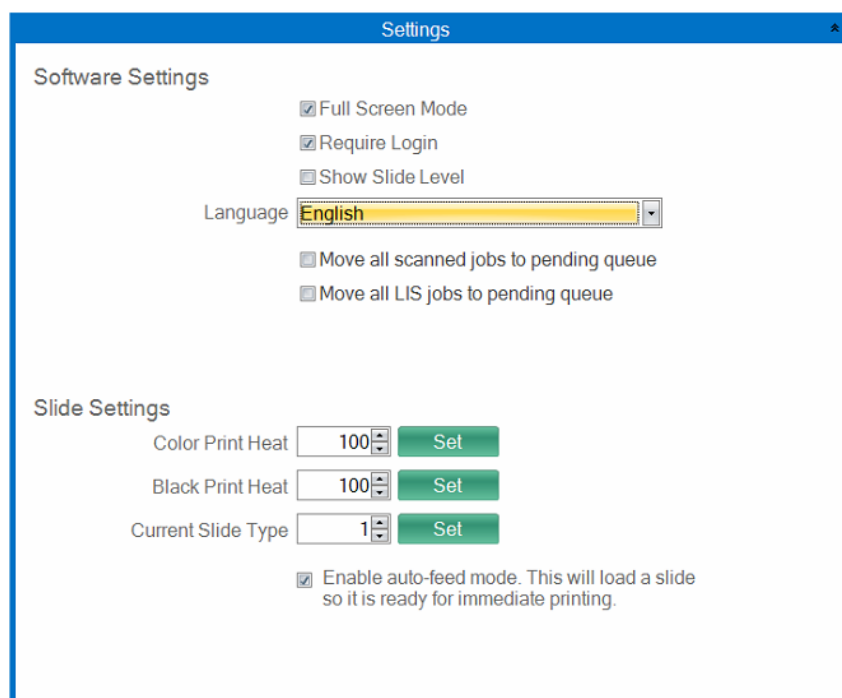 Settings
Software Settings
Full Screen Mode
Require Login
Show Slide Level
Language English
Move all scanned jobs to pending queue
Move all LIS jobs to pending queue
Slide Settings
Color Print Heat 100 Set
Black Print Heat 100 Set
Current Slide Type 1 Set
Enable auto-feed mode. This will load a slide
so it is ready for immediate printing.